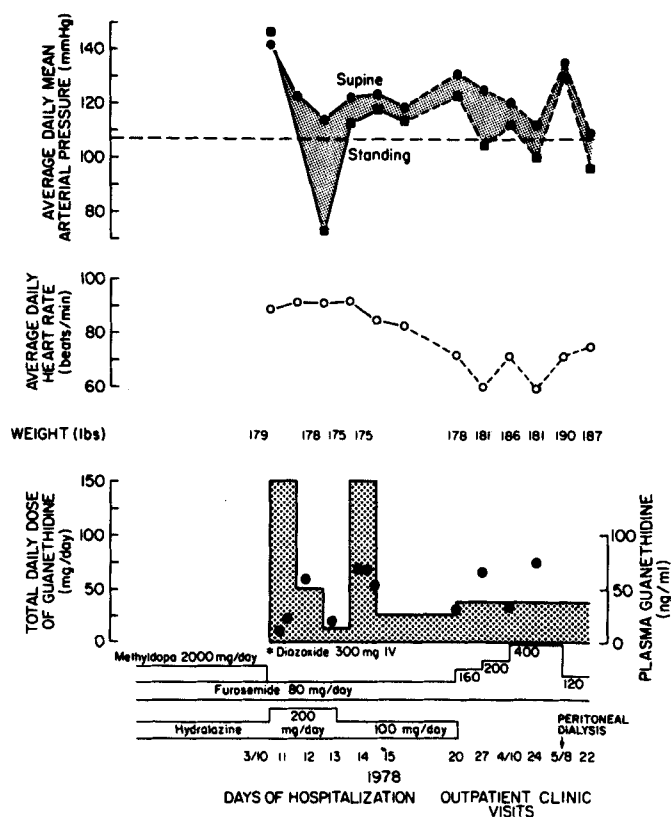 AVERAGE DAILY MEAN
ARTERIAL PRESSURE (mmHg)
140
120
100
80
Supine
Standing
AVERAGE DAILY
HEART RATE
(beats/min)
100
80
60
WEIGHT (lbs)
179 178 175 175 178 181 186 181 190 187
TOTAL DAILY DOSE
OF GUANETHIDINE
(mg/day)
150
100
50
0
100
50
0
PLASMA GUANETHIDINE
(ng/ml)
* Diazoxide 300 mg IV
Methyldopa 2000 mg/day
160 200 400 120
Furosemide 80 mg/day
200
mg/day
Hydralazine
100 mg/day
PERITONEAL
DIALYSIS
3/10 11 12 13 14 15 20 27 4/10 24 5/8 22
1978
DAYS OF HOSPITALIZATION
OUTPATIENT CLINIC
VISITS